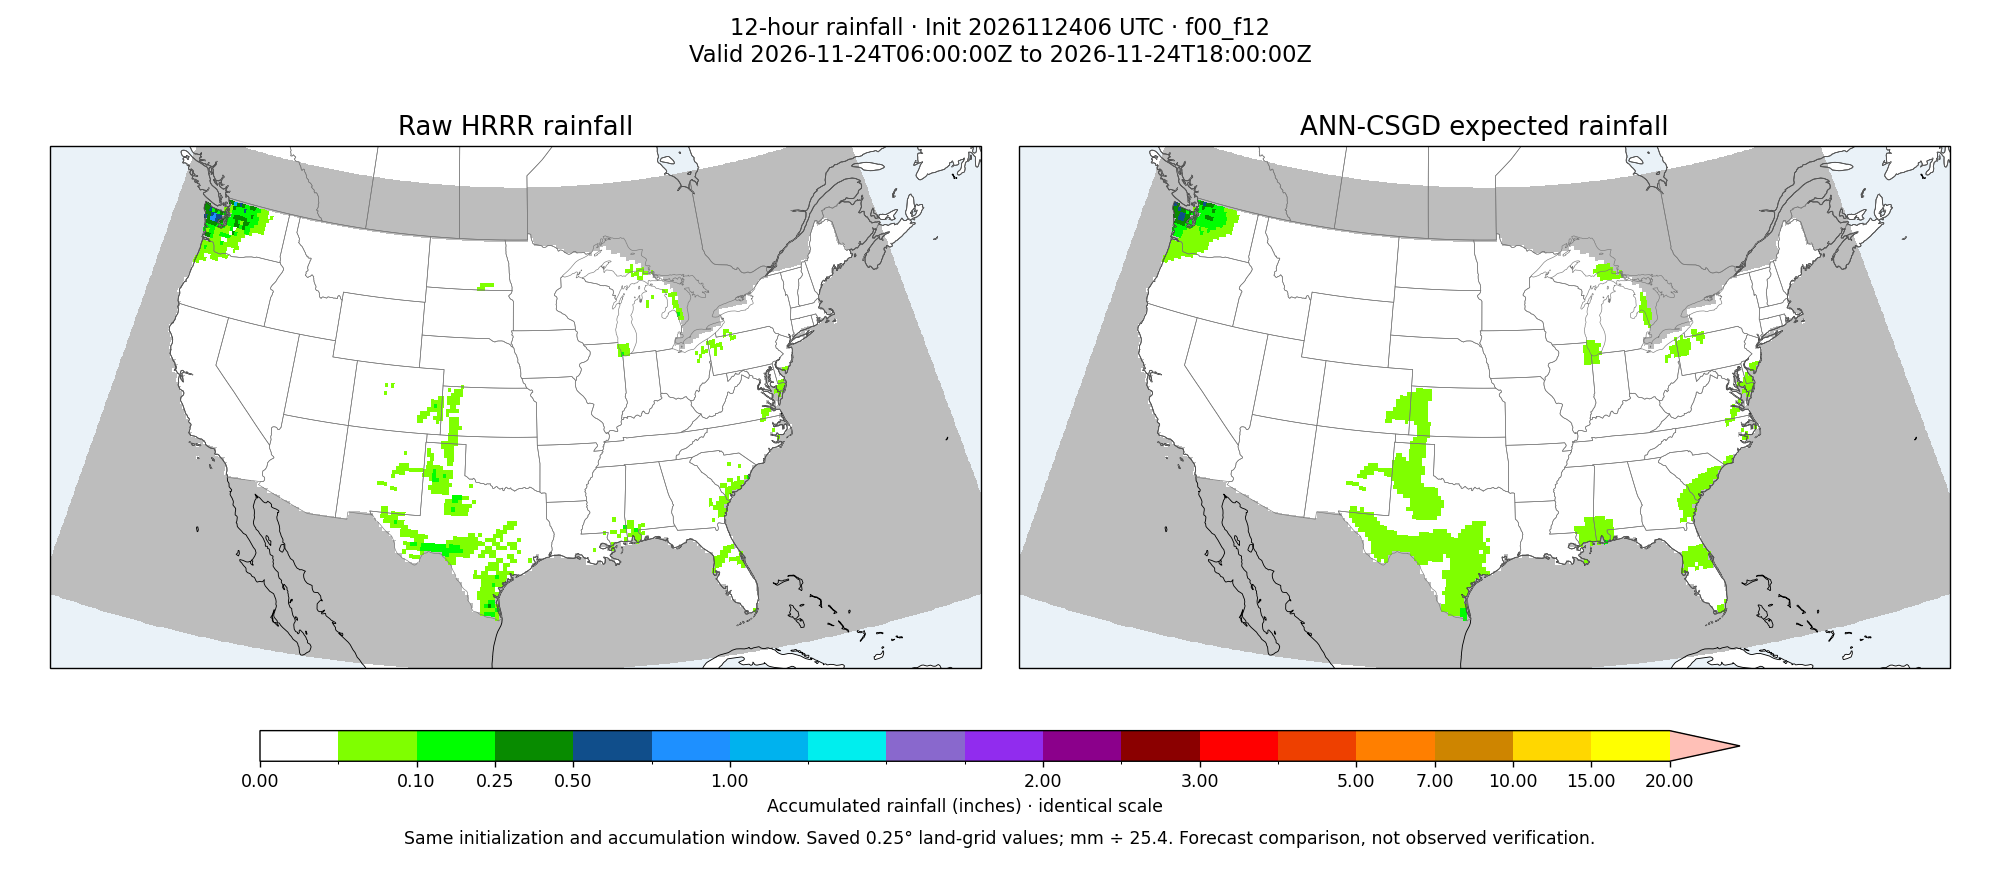 12-hour rainfall · Init 2026112406 UTC · f00_f12
Valid 2026-11-24T06:00:00Z to 2026-11-24T18:00:00Z
Raw HRRR rainfall
ANN-CSGD expected rainfall
0.00 0.10 0.25 0.50 1.00 2.00 3.00 5.00 7.00 10.00 15.00 20.00
Accumulated rainfall (inches) · identical scale
Same initialization and accumulation window. Saved 0.25° land-grid values; mm ÷ 25.4. Forecast comparison, not observed verification.